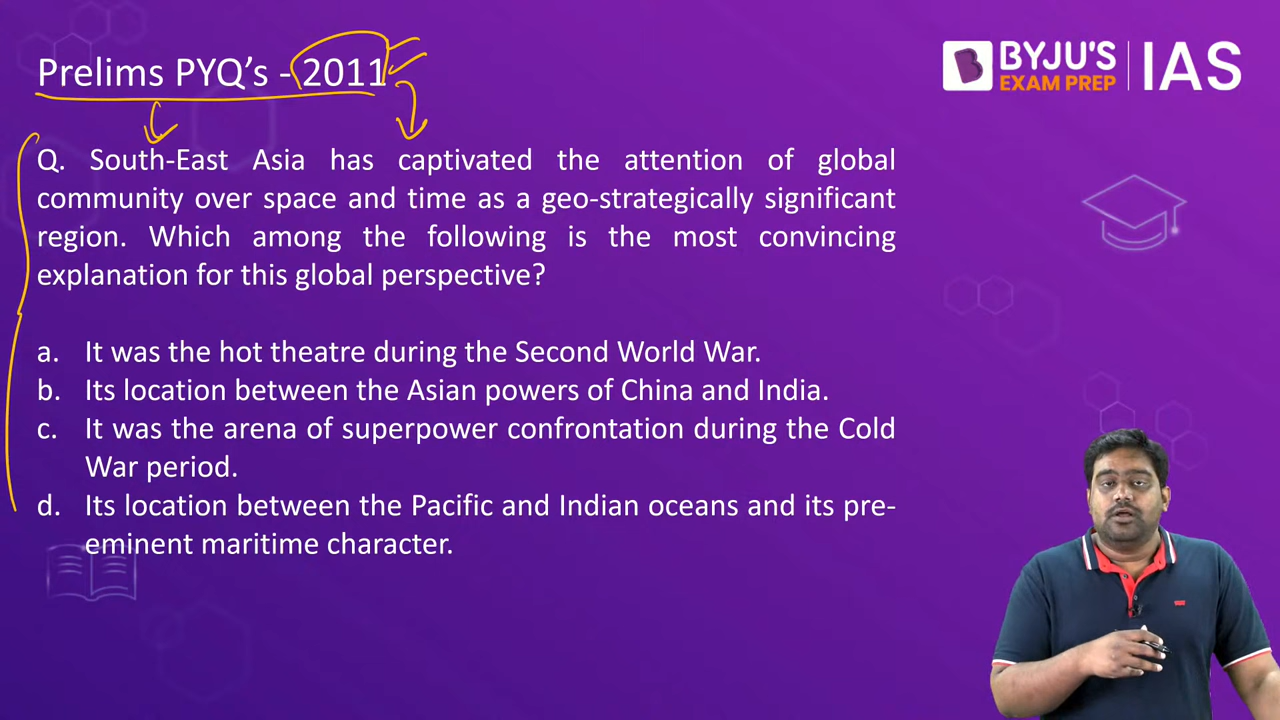 Prelims PYQ’s - 2011
BYJU'S
EXAM PREP
IAS
Q. South-East Asia has captivated the attention of global
community over space and time as a geo-strategically significant
region. Which among the following is the most convincing
explanation for this global perspective?
a. It was the hot theatre during the Second World War.
b. Its location between the Asian powers of China and India.
c. It was the arena of superpower confrontation during the Cold
War period.
d. Its location between the Pacific and Indian oceans and its pre-
eminent maritime character.